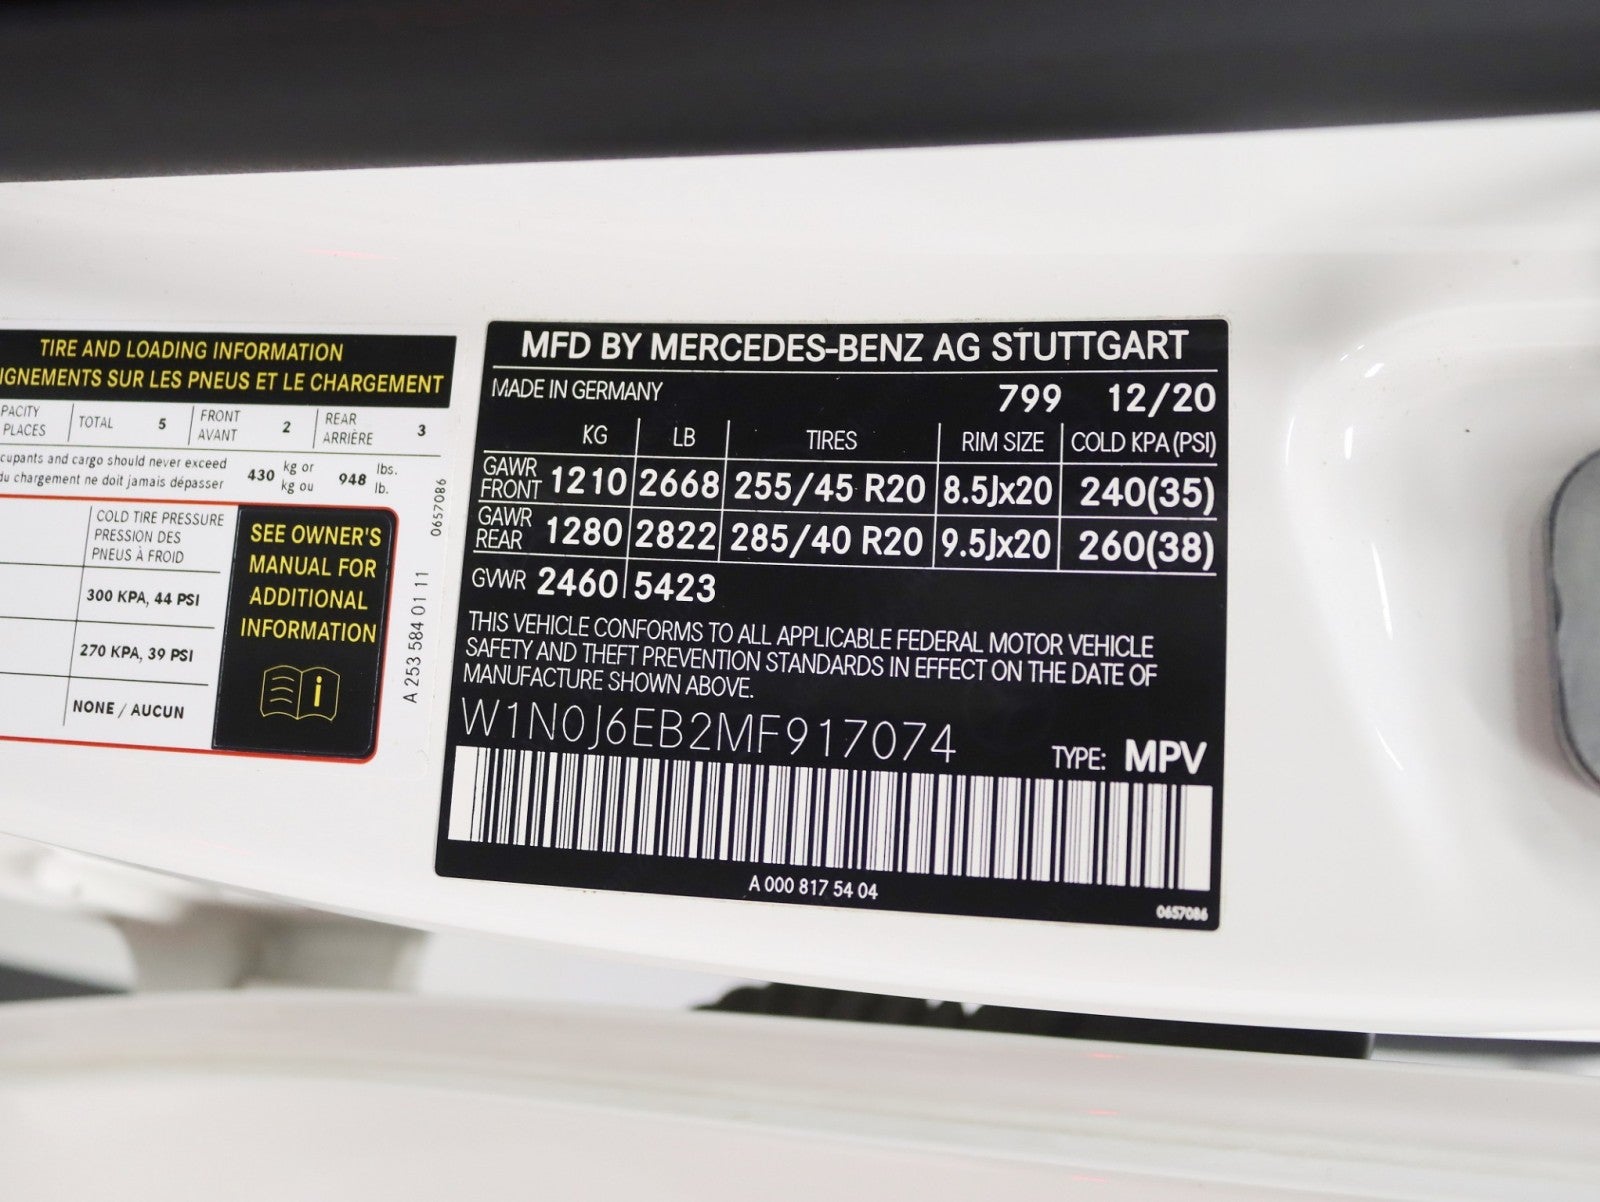 TIRE AND LOADING INFORMATION
IGNEMENTS SUR LES PNEUS ET LE CHARGEMENT
PACITY TOTAL 5 FRONT 2 REAR 3
PLACES AVANT ARRIÈRE
cupants and cargo should never exceed 430 kg or 948 lbs.
du chargement ne doit jamais dépasser kg ou lb.
COLD TIRE PRESSURE
PRESSION DES
PNEUS À FROID
300 KPA, 44 PSI
270 KPA, 39 PSI
NONE / AUCUN
SEE OWNER'S
MANUAL FOR
ADDITIONAL
INFORMATION
i
0657086
A 253 584 01 11
MFD BY MERCEDES-BENZ AG STUTTGART
MADE IN GERMANY 799 12/20
KG LB TIRES RIM SIZE COLD KPA (PSI)
GAWR FRONT 1210 2668 255/45 R20 8.5Jx20 240(35)
GAWR REAR 1280 2822 285/40 R20 9.5Jx20 260(38)
GVWR 2460 5423
THIS VEHICLE CONFORMS TO ALL APPLICABLE FEDERAL MOTOR VEHICLE
SAFETY AND THEFT PREVENTION STANDARDS IN EFFECT ON THE DATE OF
MANUFACTURE SHOWN ABOVE.
W1N0J6EB2MF917074 TYPE: MPV
A 000 817 54 04
0657086